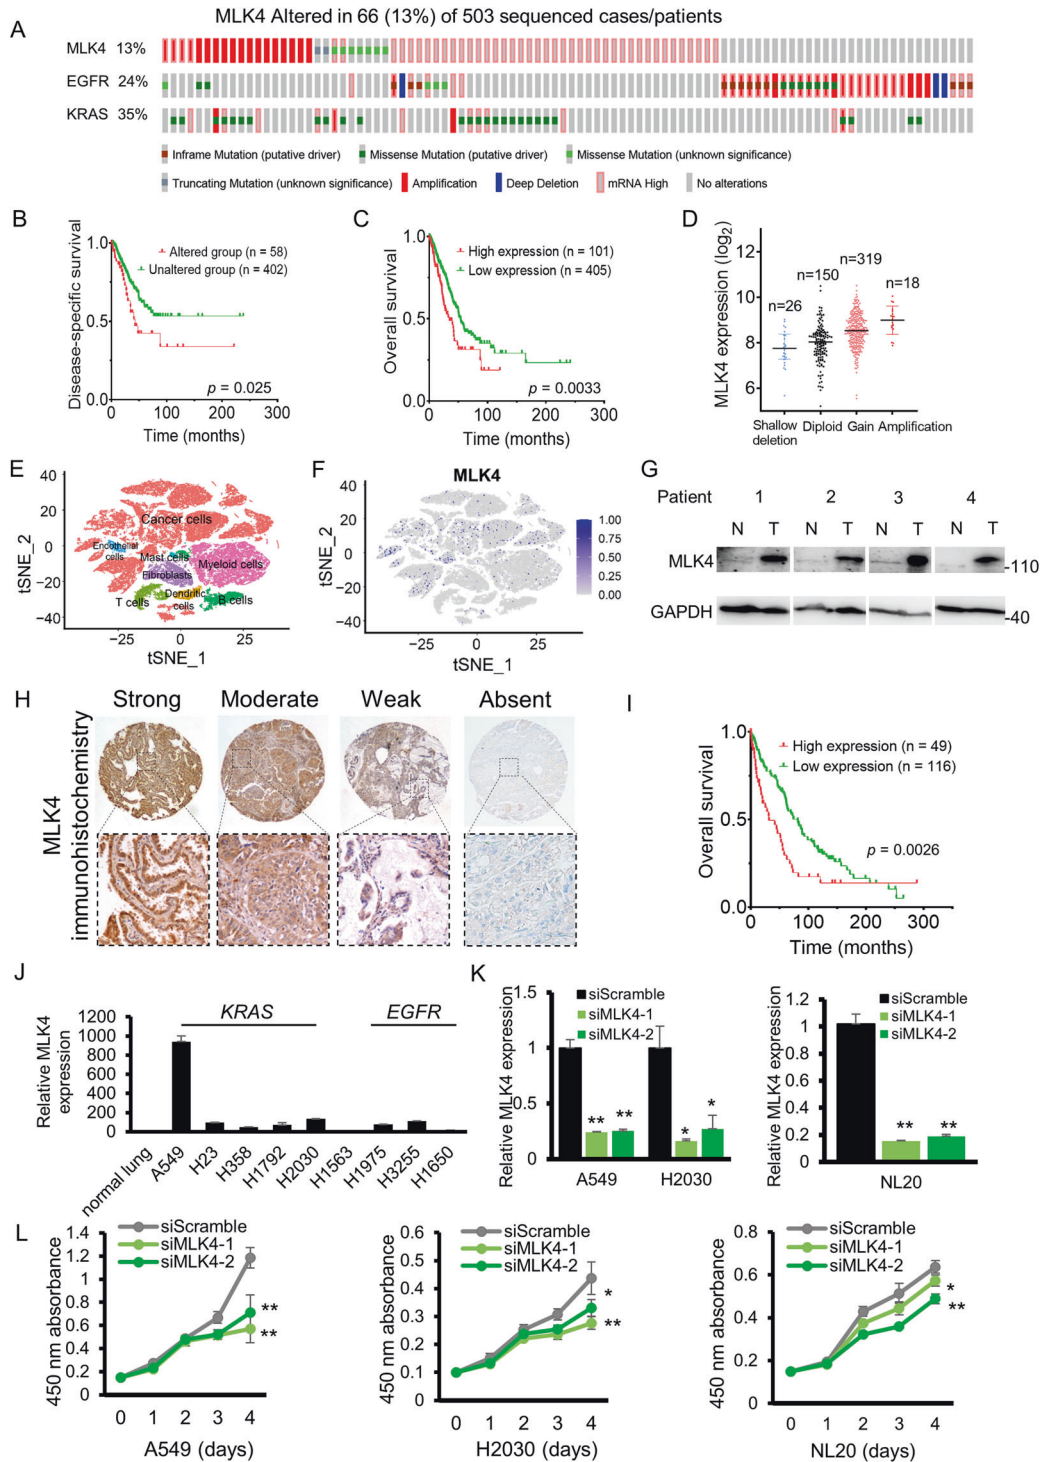 MLK4 Altered in 66 (13%) of 503 sequenced cases/patients
A
MLK4 13%
EGFR 24%
KRAS 35%
Inframe Mutation (putative driver) Missense Mutation (putative driver) Missense Mutation (unknown significance)
Truncating Mutation (unknown significance) Amplification Deep Deletion mRNA High No alterations
B
Disease-specific survival
1.0
0.5
0.0
Altered group (n = 58)
Unaltered group (n = 402)
p = 0.025
0 100 200 300
Time (months)
C
Overall survival
1.0
0.5
0.0
High expression (n = 101)
Low expression (n = 405)
p = 0.0033
0 100 200 300
Time (months)
D
MLK4 expression (log2)
12
10
8
6
n=26
n=150
n=319
n=18
Shallow deletion Diploid Gain Amplification
E
tSNE_2
40
20
0
−20
−40
Cancer cells
Endothelial cells
Mast cells
Myeloid cells
Fibroblasts
T cells
Dendritic cells
B cells
−25 0 25
tSNE_1
F
MLK4
tSNE_2
40
20
0
−20
−40
1.00
0.75
0.50
0.25
0.00
−25 0 25
tSNE_1
G
Patient 1 2 3 4
N T N T N T N T
MLK4 -110
GAPDH -40
H
Strong Moderate Weak Absent
MLK4
immunohistochemistry
I
Overall survival
1.0
0.5
0.0
High expression (n = 49)
Low expression (n = 116)
p = 0.0026
0 100 200 300
Time (months)
J
Relative MLK4
expression
1200
1000
800
600
400
200
0
KRAS EGFR
normal lung A549 H23 H358 H1792 H2030 H1563 H1975 H3255 H1650
K
Relative MLK4 expression
1.5
1
0.5
0
siScramble
siMLK4-1
siMLK4-2
** ** * *
A549 H2030
Relative MLK4 expression
1.2
1
0.8
0.6
0.4
0.2
0
siScramble
siMLK4-1
siMLK4-2
** **
NL20
L
450 nm absorbance
1.4
1.2
1
0.8
0.6
0.4
0.2
0
siScramble
siMLK4-1
siMLK4-2
**
**
0 1 2 3 4
A549 (days)
450 nm absorbance
0.6
0.5
0.4
0.3
0.2
0.1
0
siScramble
siMLK4-1
siMLK4-2
*
**
0 1 2 3 4
H2030 (days)
450 nm absorbance
0.8
0.6
0.4
0.2
0
siScramble
siMLK4-1
siMLK4-2
*
**
0 1 2 3 4
NL20 (days)